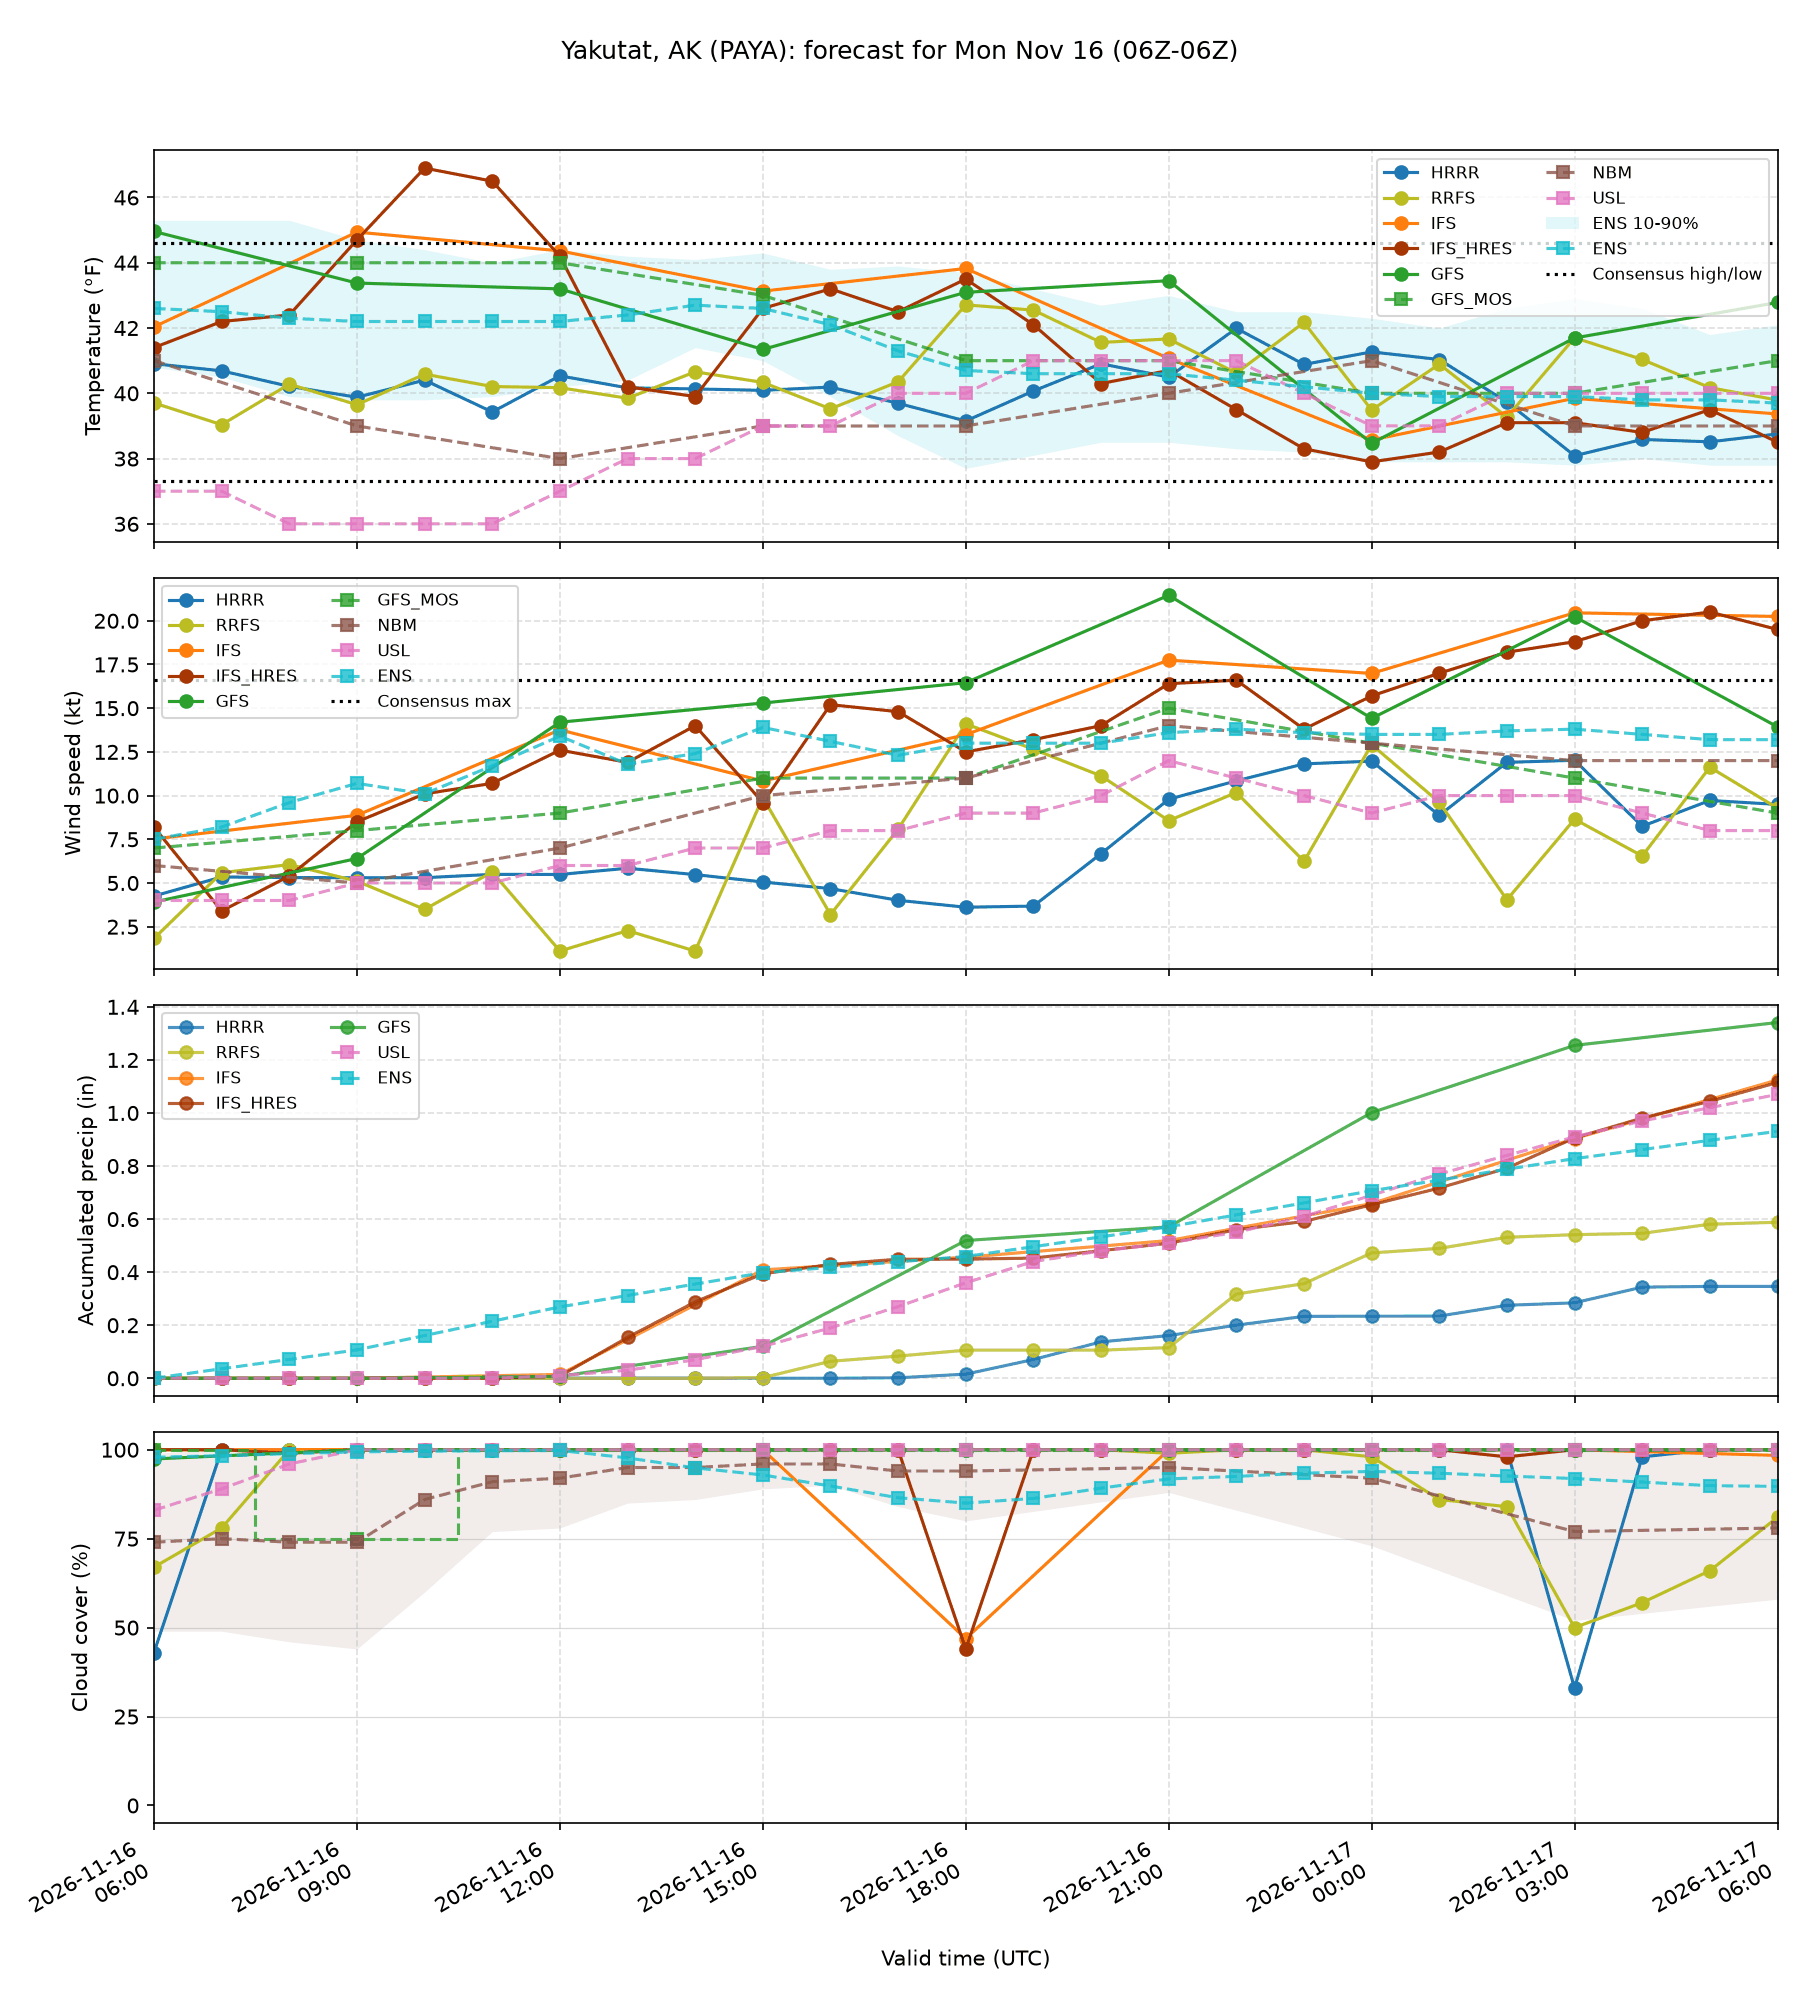 Yakutat, AK (PAYA): forecast for Mon Nov 16 (06Z-06Z)
Temperature (°F)
46
44
42
40
38
36
HRRR
RRFS
IFS
IFS_HRES
GFS
GFS_MOS
NBM
USL
ENS 10-90%
ENS
Consensus high/low
Wind speed (kt)
20.0
17.5
15.0
12.5
10.0
7.5
5.0
2.5
HRRR
RRFS
IFS
IFS_HRES
GFS
GFS_MOS
NBM
USL
ENS
Consensus max
Accumulated precip (in)
1.4
1.2
1.0
0.8
0.6
0.4
0.2
0.0
HRRR
RRFS
IFS
IFS_HRES
GFS
USL
ENS
Cloud cover (%)
100
75
50
25
0
2026-11-16
06:00
2026-11-16
09:00
2026-11-16
12:00
2026-11-16
15:00
2026-11-16
18:00
2026-11-16
21:00
2026-11-17
00:00
2026-11-17
03:00
2026-11-17
06:00
Valid time (UTC)